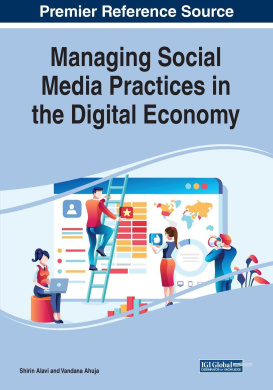 Premier Reference Source
Managing Social
Media Practices in
the Digital Economy
Shirin Alavi and Vandana Ahuja
IGI Global